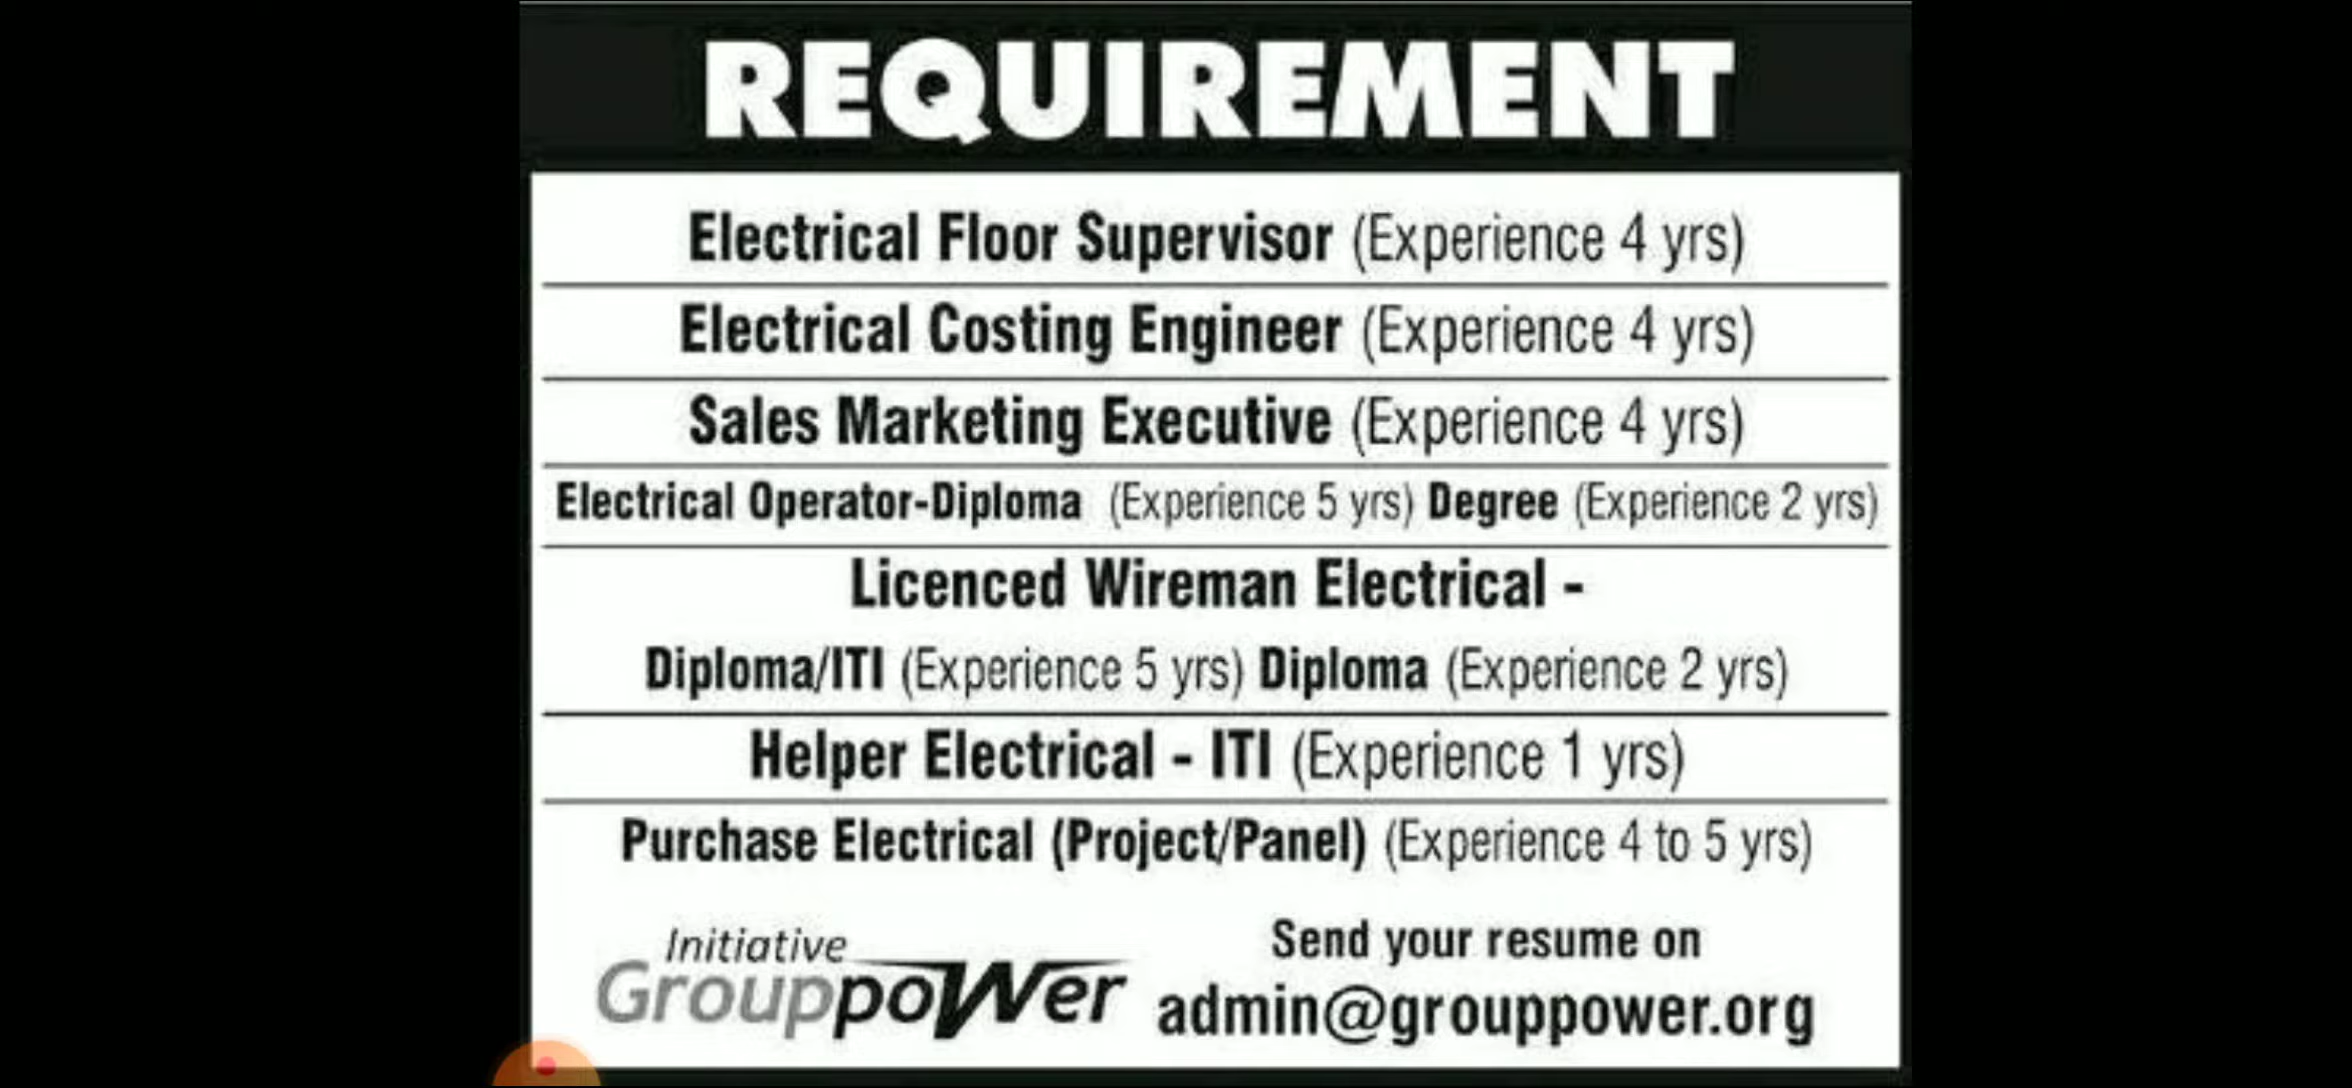 REQUIREMENT
Electrical Floor Supervisor (Experience 4 yrs)
Electrical Costing Engineer (Experience 4 yrs)
Sales Marketing Executive (Experience 4 yrs)
Electrical Operator-Diploma (Experience 5 yrs) Degree (Experience 2 yrs)
Licenced Wireman Electrical -
Diploma/ITI (Experience 5 yrs) Diploma (Experience 2 yrs)
Helper Electrical - ITI (Experience 1 yrs)
Purchase Electrical (Project/Panel) (Experience 4 to 5 yrs)
Initiative
Grouppower
Send your resume on
admin@grouppower.org